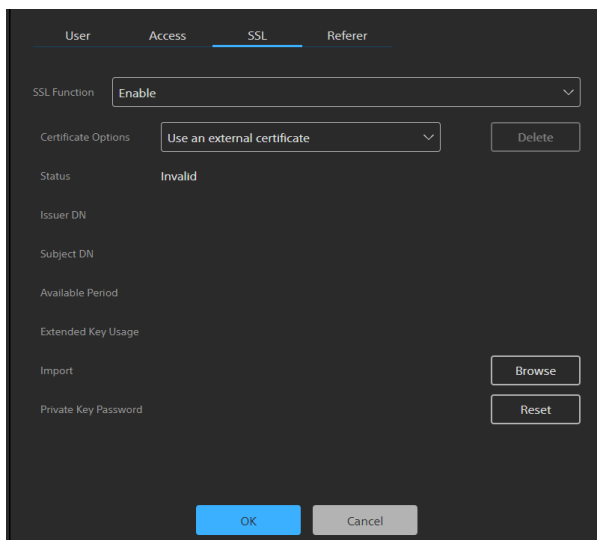 User Access SSL Referer
SSL Function Enable
Certificate Options Use an external certificate Delete
Status Invalid
Issuer DN
Subject DN
Available Period
Extended Key Usage
Import Browse
Private Key Password Reset
OK Cancel